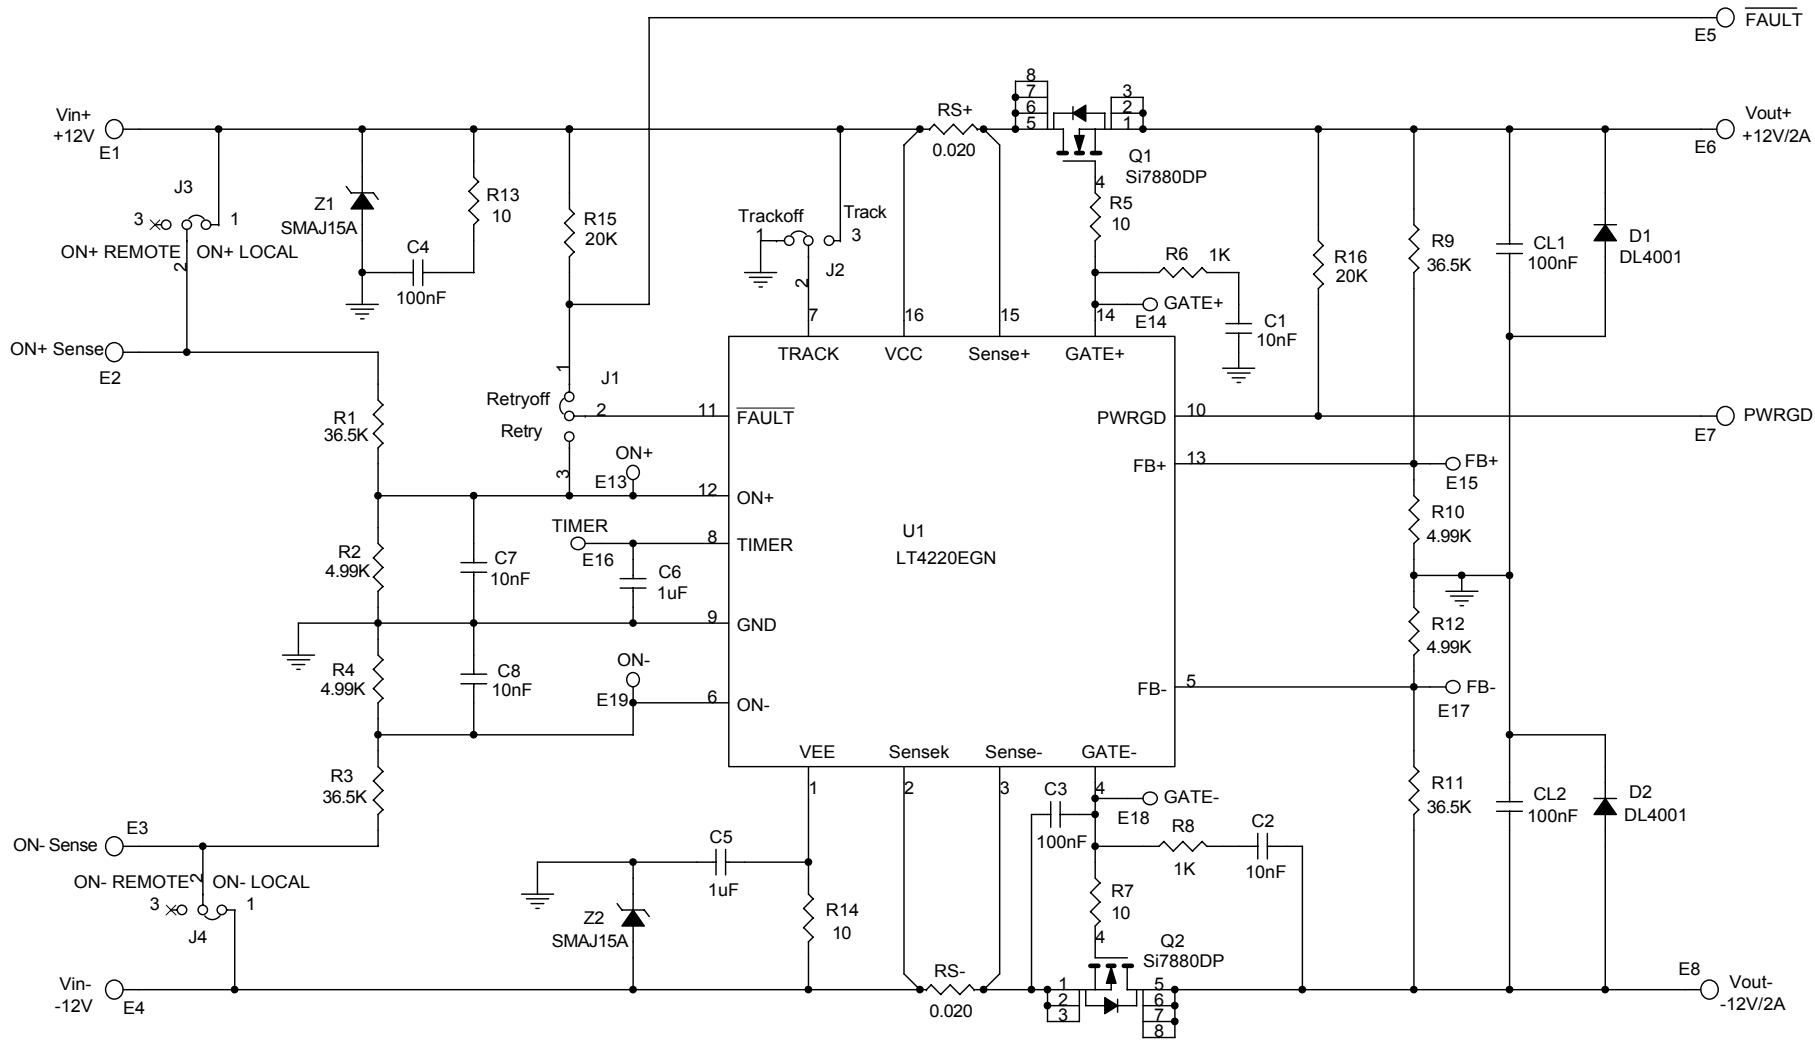 FAULT
E5
Vin+
+12V
E1
RS+
0.020
8
7
6
5
3
2
1
Q1
Si7880DP
4
Vout+
+12V/2A
E6
J3
3
1
ON+ REMOTE
ON+ LOCAL
2
Z1
SMAJ15A
R13
10
C4
100nF
R15
20K
Trackoff
Track
1
3
J2
2
R5
10
R6
1K
GATE+
E14
C1
10nF
R16
20K
R9
36.5K
CL1
100nF
D1
DL4001
ON+ Sense
E2
7
16
15
14
TRACK
VCC
Sense+
GATE+
1
J1
Retryoff
2
Retry
3
11
FAULT
PWRGD
10
PWRGD
E7
R1
36.5K
ON+
E13
12
ON+
FB+
13
FB+
E15
TIMER
E16
8
TIMER
U1
LT4220EGN
R10
4.99K
R2
4.99K
C7
10nF
C6
1uF
9
GND
R12
4.99K
R4
4.99K
C8
10nF
ON-
E19
6
ON-
FB-
5
FB-
E17
VEE
Sensek
Sense-
GATE-
1
2
3
4
R3
36.5K
C3
100nF
GATE-
E18
R8
1K
C2
10nF
R11
36.5K
CL2
100nF
D2
DL4001
ON- Sense
E3
ON- REMOTE
2
ON- LOCAL
3
1
J4
C5
1uF
Z2
SMAJ15A
R14
10
R7
10
4
Q2
Si7880DP
Vin-
-12V
E4
RS-
0.020
1
2
3
5
6
7
8
E8
Vout-
-12V/2A